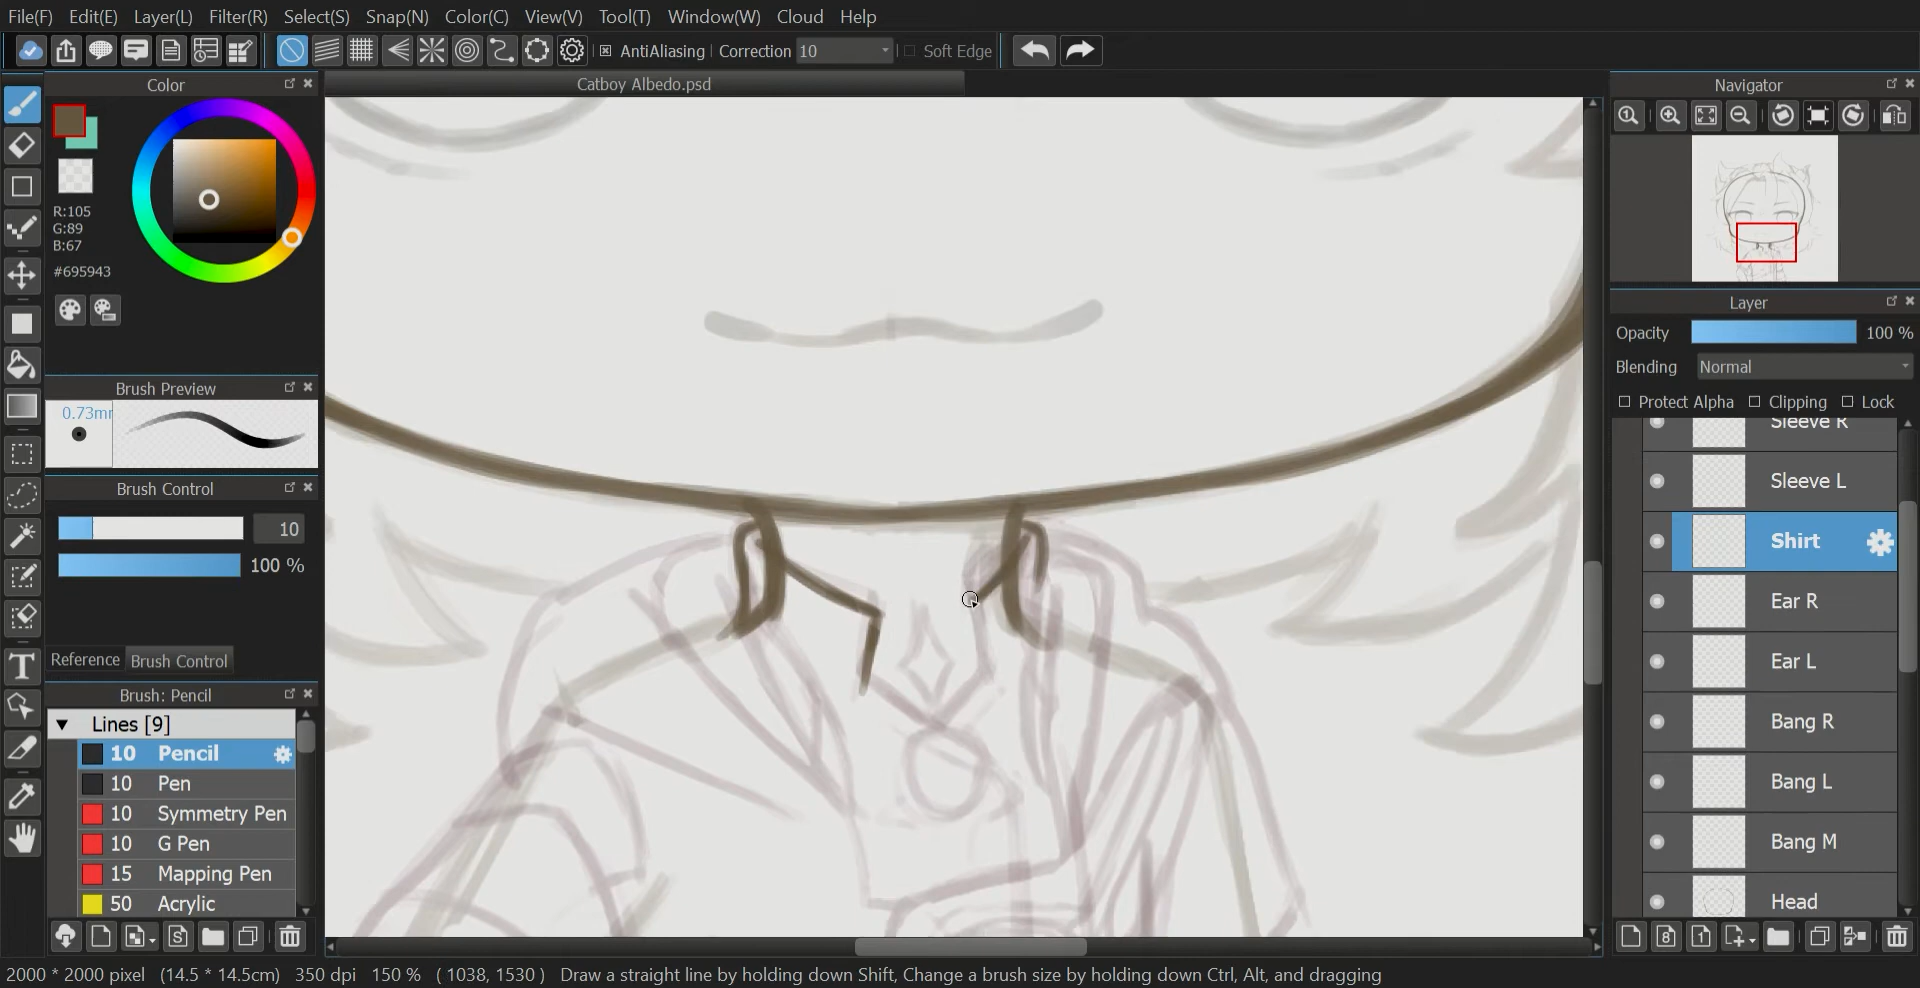 File(F) Edit(E) Layer(L) Filter(R) Select(S) Snap(N) Color(C) View(V) Tool(T) Window(W) Cloud Help
AntiAliasing Correction 10 Soft Edge
Color
Catboy Albedo.psd
Navigator
R:105
G:89
B:67
#695943
Layer
Opacity 100 %
Blending Normal
Protect Alpha Clipping Lock
Brush Preview
0.73m
Brush Control
10
100 %
Reference Brush Control
Brush: Pencil
Lines [9]
10 Pencil
10 Pen
10 Symmetry Pen
10 G Pen
15 Mapping Pen
50 Acrylic
Sleeve R
Sleeve L
Shirt
Ear R
Ear L
Bang R
Bang L
Bang M
Head
2000 * 2000 pixel (14.5 * 14.5cm) 350 dpi 150 % ( 1038, 1530 ) Draw a straight line by holding down Shift, Change a brush size by holding down Ctrl, Alt, and dragging